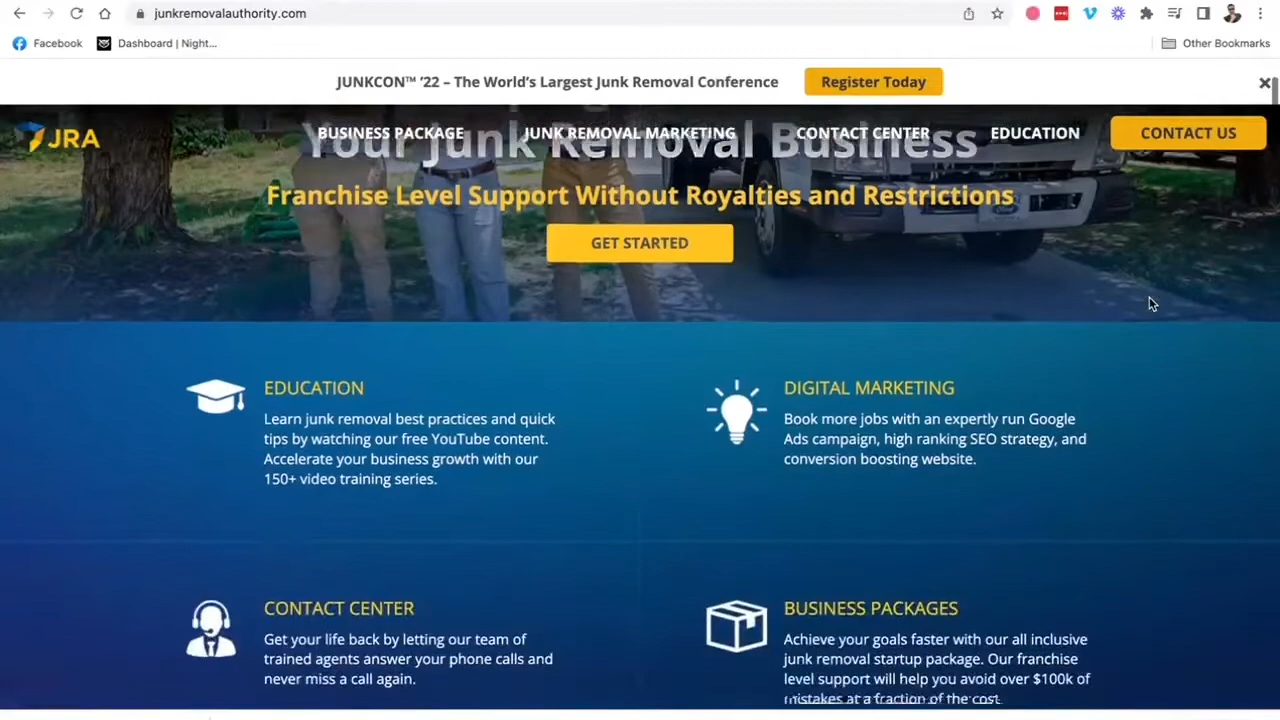 junkremovalauthority.com
Facebook
Dashboard | Night...
Other Bookmarks
JUNKCON™ '22 – The World's Largest Junk Removal Conference
Register Today
JRA
BUSINESS PACKAGE
JUNK REMOVAL MARKETING
CONTACT CENTER
EDUCATION
CONTACT US
Your Junk Removal Business
Franchise Level Support Without Royalties and Restrictions
GET STARTED
EDUCATION
Learn junk removal best practices and quick
tips by watching our free YouTube content.
Accelerate your business growth with our
150+ video training series.
DIGITAL MARKETING
Book more jobs with an expertly run Google
Ads campaign, high ranking SEO strategy, and
conversion boosting website.
CONTACT CENTER
Get your life back by letting our team of
trained agents answer your phone calls and
never miss a call again.
BUSINESS PACKAGES
Achieve your goals faster with our all inclusive
junk removal startup package. Our franchise
level support will help you avoid over $100k of
mistakes at a fraction of the cost.